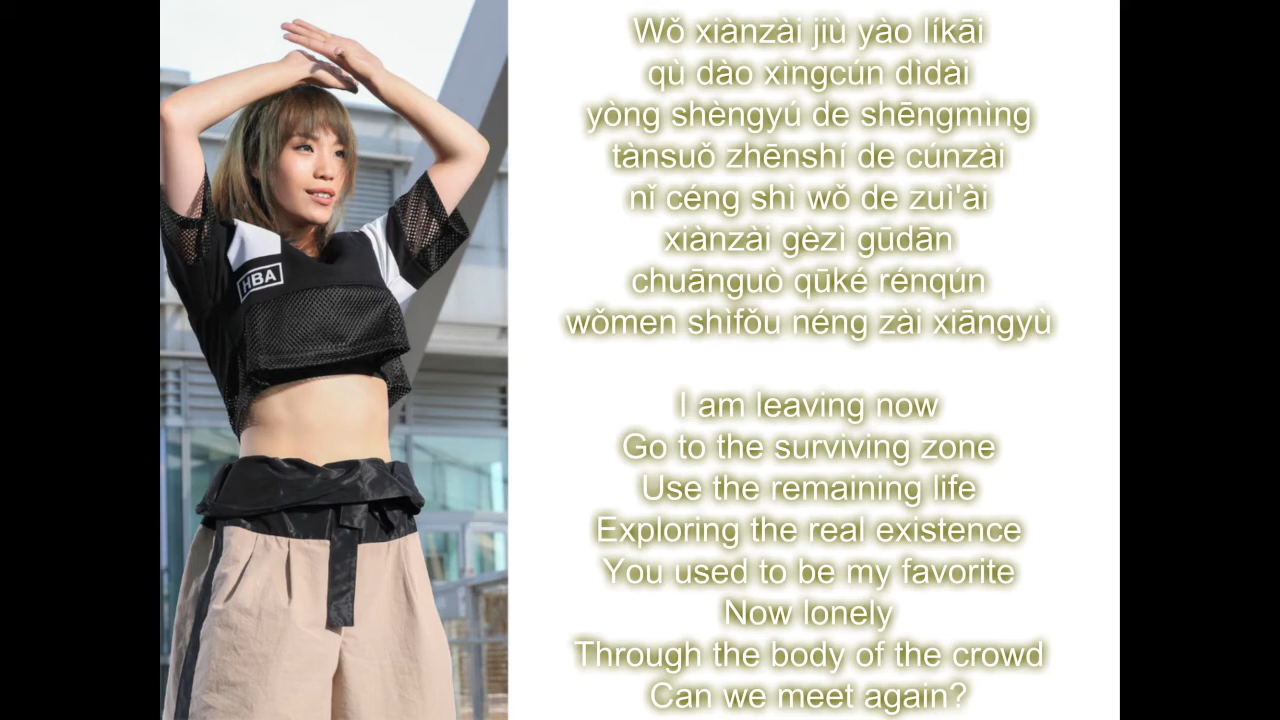 HBA
Wǒ xiànzài jiù yào líkāi
qù dào xìngcún dìdài
yòng shèngyú de shēngmìng
tànsuǒ zhēnshí de cúnzài
nǐ céng shì wǒ de zuì'ài
xiànzài gèzì gūdān
chuānguò qūké rénqún
wǒmen shìfǒu néng zài xiāngyù
I am leaving now
Go to the surviving zone
Use the remaining life
Exploring the real existence
You used to be my favorite
Now lonely
Through the body of the crowd
Can we meet again?